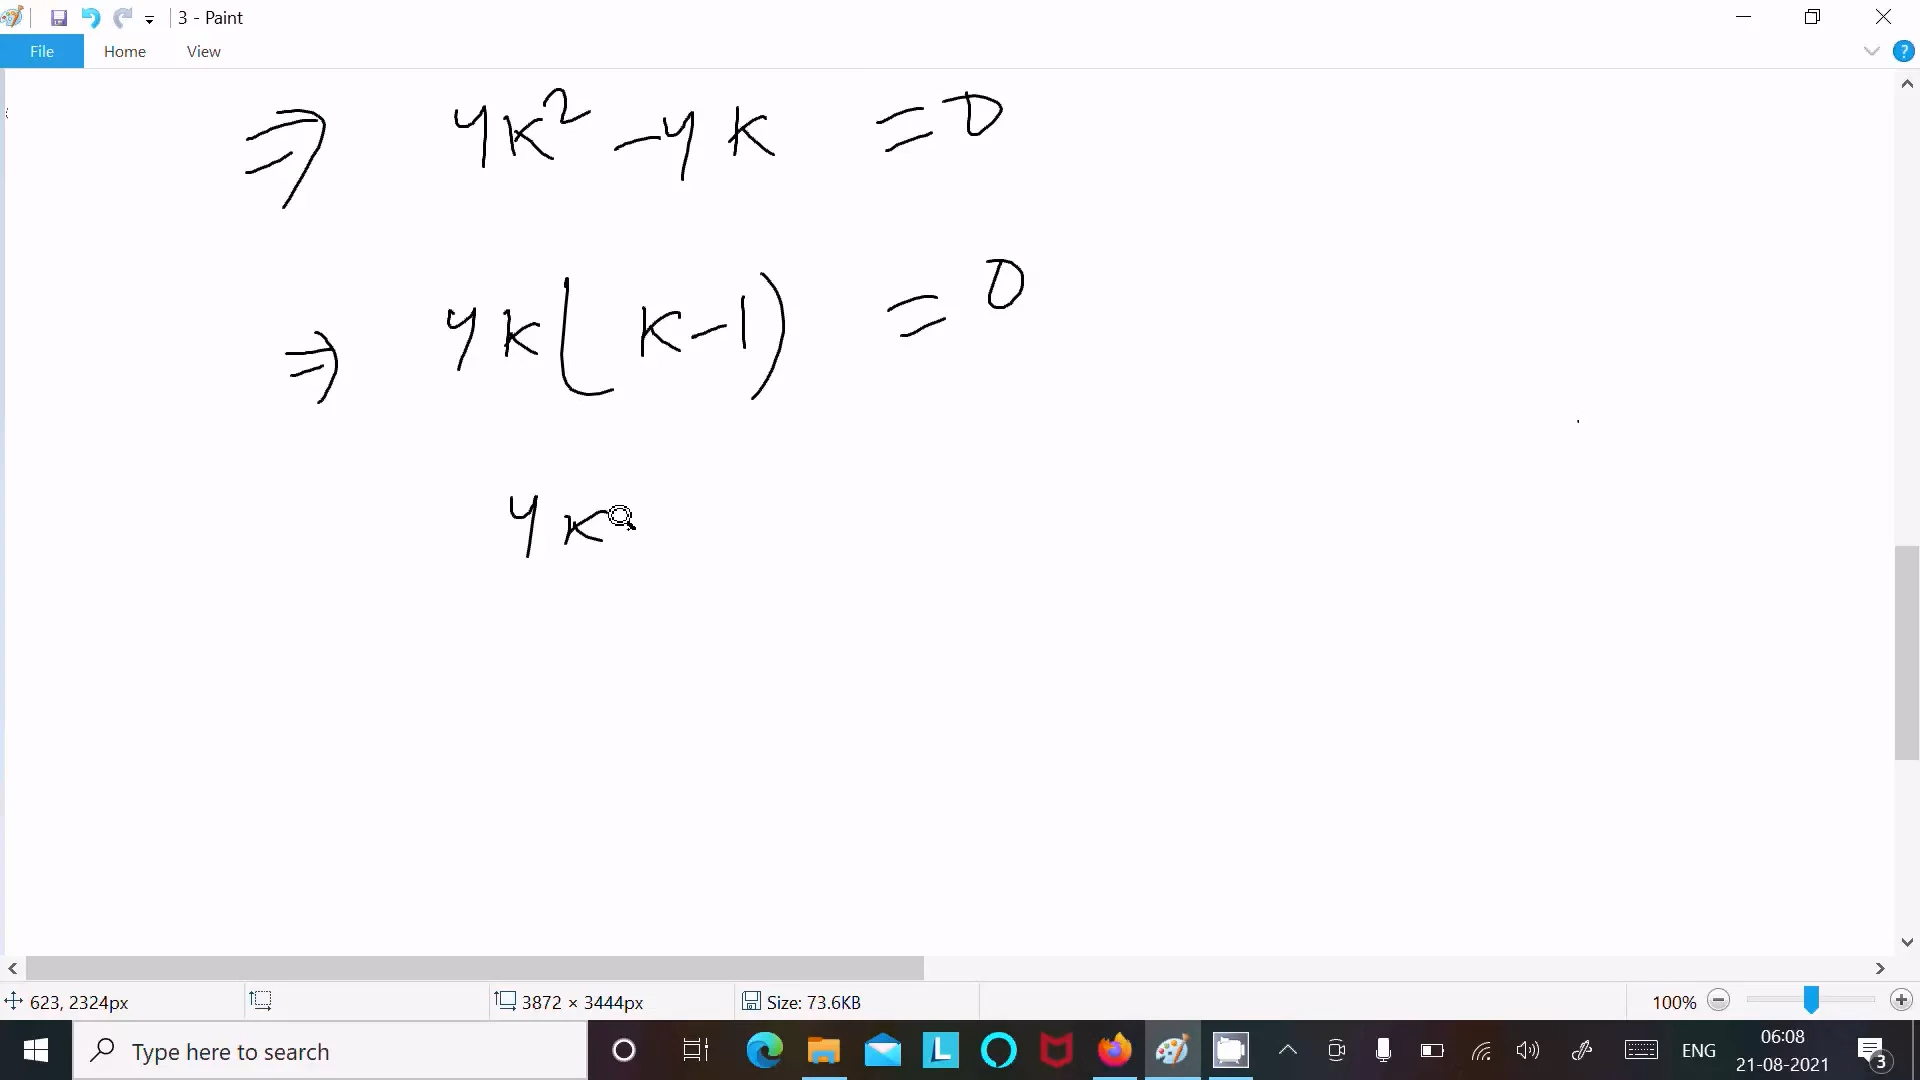 3 - Paint
File Home View
⇒ 4K² - 4K = 0
⇒ 4K( K-1) = 0
4K
623, 2324px 3872 × 3444px Size: 73.6KB 100%
Type here to search
L
ENG
06:08
21-08-2021
3